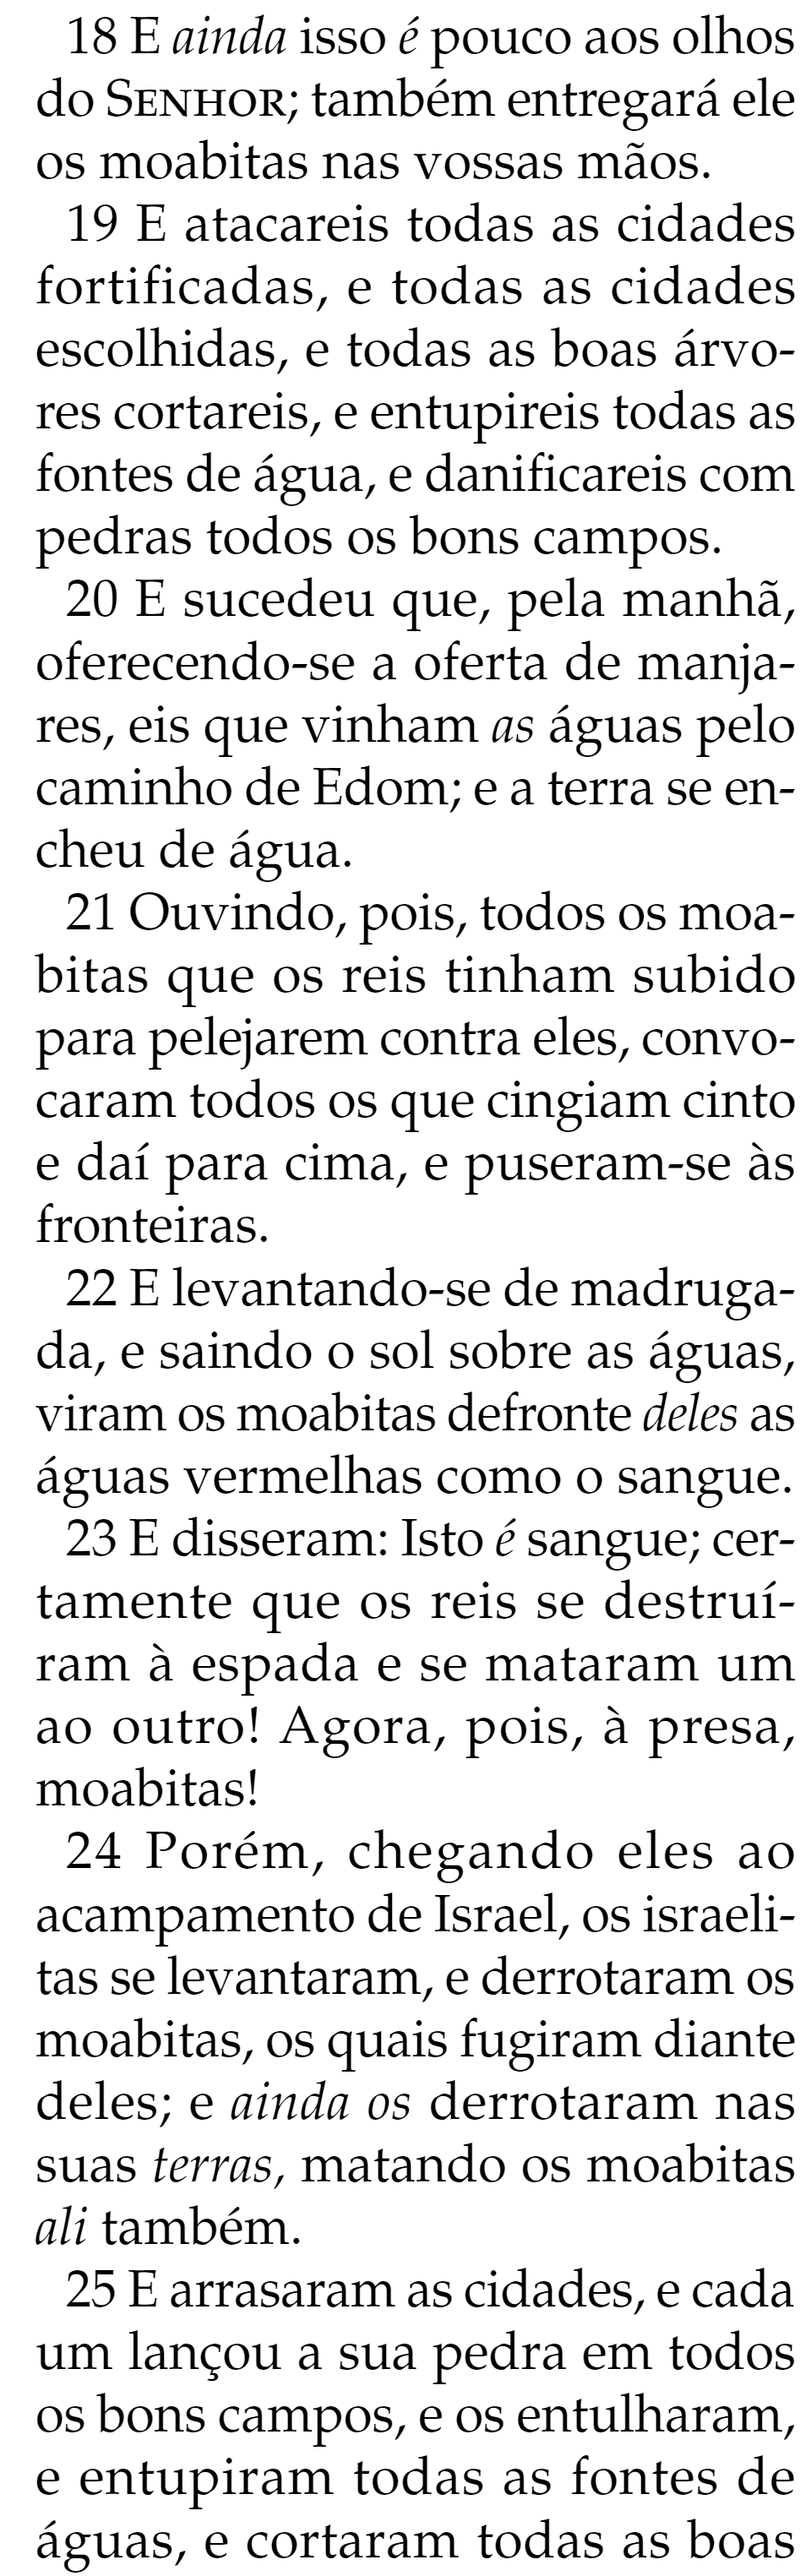 18 E ainda isso é pouco aos olhos
do SENHOR; também entregará ele
os moabitas nas vossas mãos.
19 E atacareis todas as cidades
fortificadas, e todas as cidades
escolhidas, e todas as boas árvo-
res cortareis, e entupireis todas as
fontes de água, e danificareis com
pedras todos os bons campos.
20 E sucedeu que, pela manhã,
oferecendo-se a oferta de manja-
res, eis que vinham as águas pelo
caminho de Edom; e a terra se en-
cheu de água.
21 Ouvindo, pois, todos os moa-
bitas que os reis tinham subido
para pelejarem contra eles, convo-
caram todos os que cingiam cinto
e daí para cima, e puseram-se às
fronteiras.
22 E levantando-se de madruga-
da, e saindo o sol sobre as águas,
viram os moabitas defronte deles as
águas vermelhas como o sangue.
23 E disseram: Isto é sangue; cer-
tamente que os reis se destruí-
ram à espada e se mataram um
ao outro! Agora, pois, à presa,
moabitas!
24 Porém, chegando eles ao
acampamento de Israel, os israeli-
tas se levantaram, e derrotaram os
moabitas, os quais fugiram diante
deles; e ainda os derrotaram nas
suas terras, matando os moabitas
ali também.
25 E arrasaram as cidades, e cada
um lançou a sua pedra em todos
os bons campos, e os entulharam,
e entupiram todas as fontes de
águas, e cortaram todas as boas